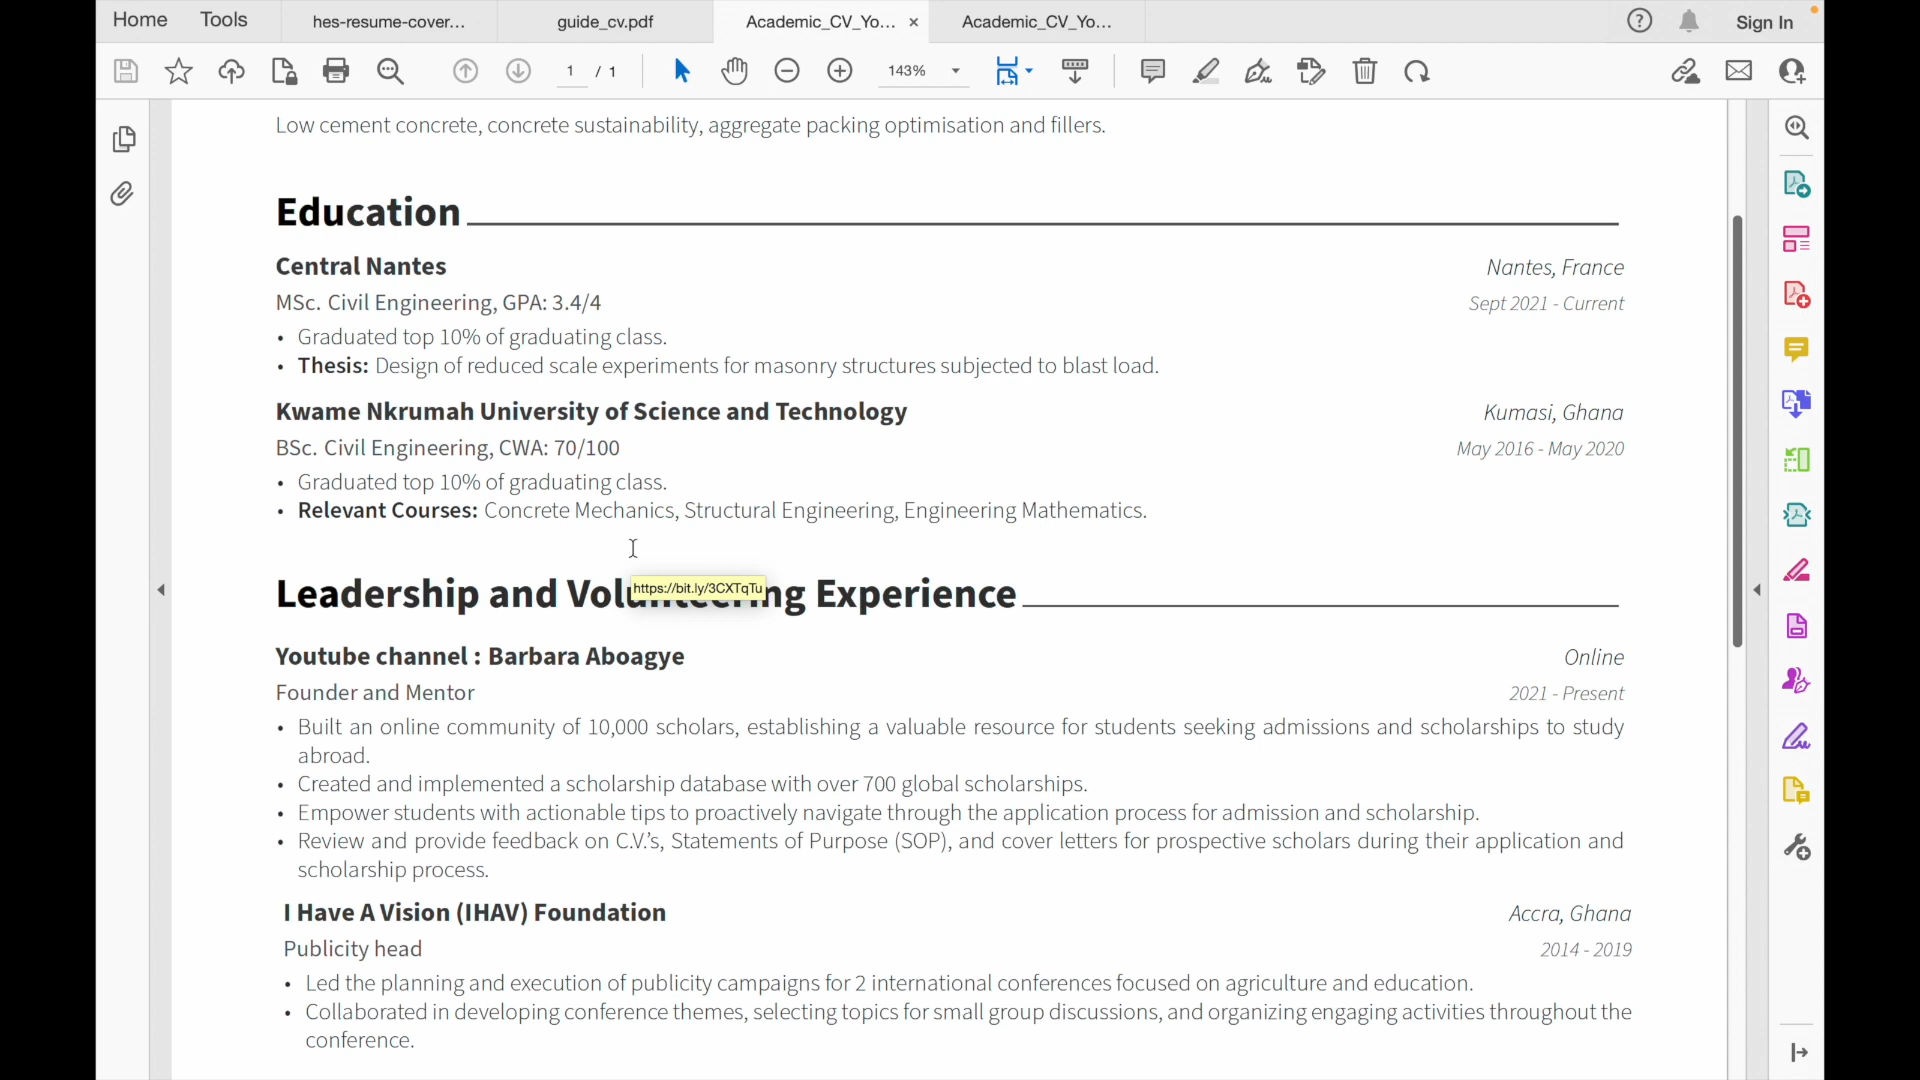 Home Tools hes-resume-cover... guide_cv.pdf Academic_CV_Yo... × Academic_CV_Yo... Sign In
1 / 1 143%
Low cement concrete, concrete sustainability, aggregate packing optimisation and fillers.
Education
Central Nantes Nantes, France
MSc. Civil Engineering, GPA: 3.4/4 Sept 2021 - Current
• Graduated top 10% of graduating class.
• Thesis: Design of reduced scale experiments for masonry structures subjected to blast load.
Kwame Nkrumah University of Science and Technology Kumasi, Ghana
BSc. Civil Engineering, CWA: 70/100 May 2016 - May 2020
• Graduated top 10% of graduating class.
• Relevant Courses: Concrete Mechanics, Structural Engineering, Engineering Mathematics.
https://bit.ly/3CXTqTu
Leadership and Volunteering Experience
Youtube channel : Barbara Aboagye Online
Founder and Mentor 2021 - Present
• Built an online community of 10,000 scholars, establishing a valuable resource for students seeking admissions and scholarships to study
abroad.
• Created and implemented a scholarship database with over 700 global scholarships.
• Empower students with actionable tips to proactively navigate through the application process for admission and scholarship.
• Review and provide feedback on C.V.’s, Statements of Purpose (SOP), and cover letters for prospective scholars during their application and
scholarship process.
I Have A Vision (IHAV) Foundation Accra, Ghana
Publicity head 2014 - 2019
• Led the planning and execution of publicity campaigns for 2 international conferences focused on agriculture and education.
• Collaborated in developing conference themes, selecting topics for small group discussions, and organizing engaging activities throughout the
conference.